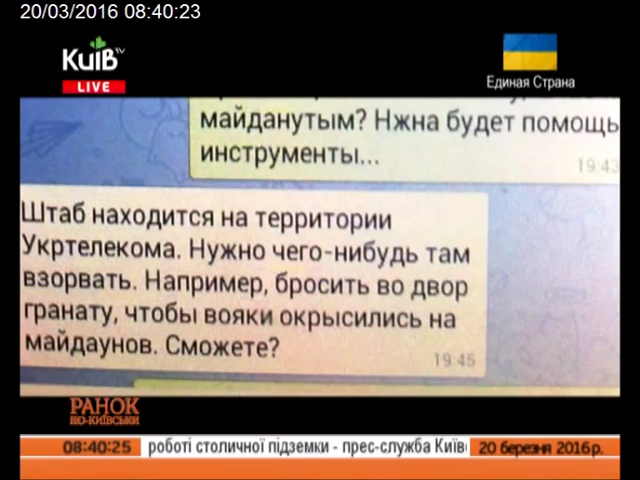 20/03/2016 08:40:23
КиЇВ tv
LIVE
Единая Страна
майданутым? Нжна будет помощь
инструменты...
19:43
Штаб находится на территории
Укртелекома. Нужно чего-нибудь там
взорвать. Например, бросить во двор
гранату, чтобы вояки окрысились на
майдаунов. Сможете?
19:45
РАНОК
ПО-КИЇВСЬКИ
08:40:25
роботі столичної підземки - прес-служба Київ
20 березня 2016р.